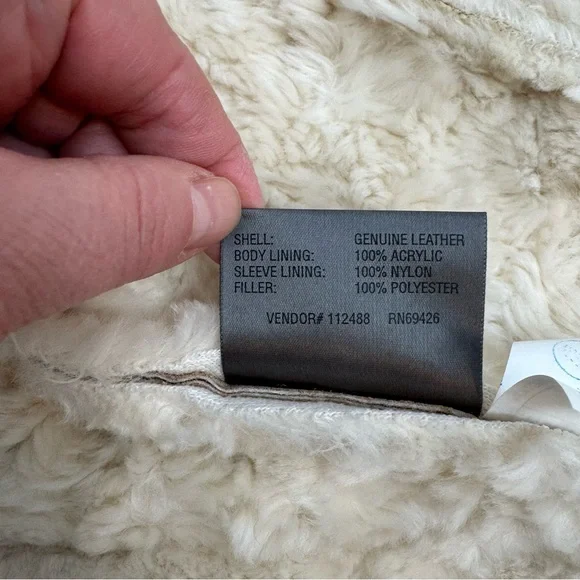 SHELL: GENUINE LEATHER
BODY LINING: 100% ACRYLIC
SLEEVE LINING: 100% NYLON
FILLER: 100% POLYESTER
VENDOR# 112488 RN69426